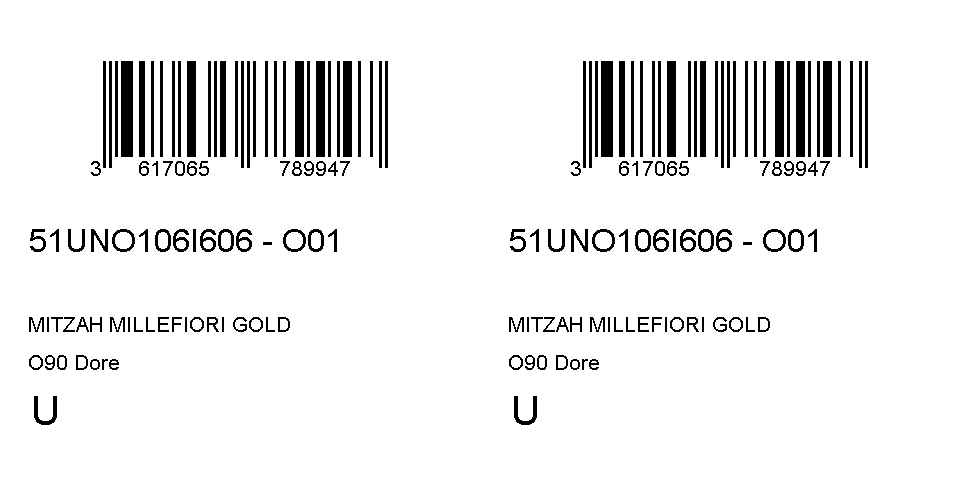 3 617065 789947
51UNO106I606 - O01
MITZAH MILLEFIORI GOLD
O90 Dore
U
3 617065 789947
51UNO106I606 - O01
MITZAH MILLEFIORI GOLD
O90 Dore
U